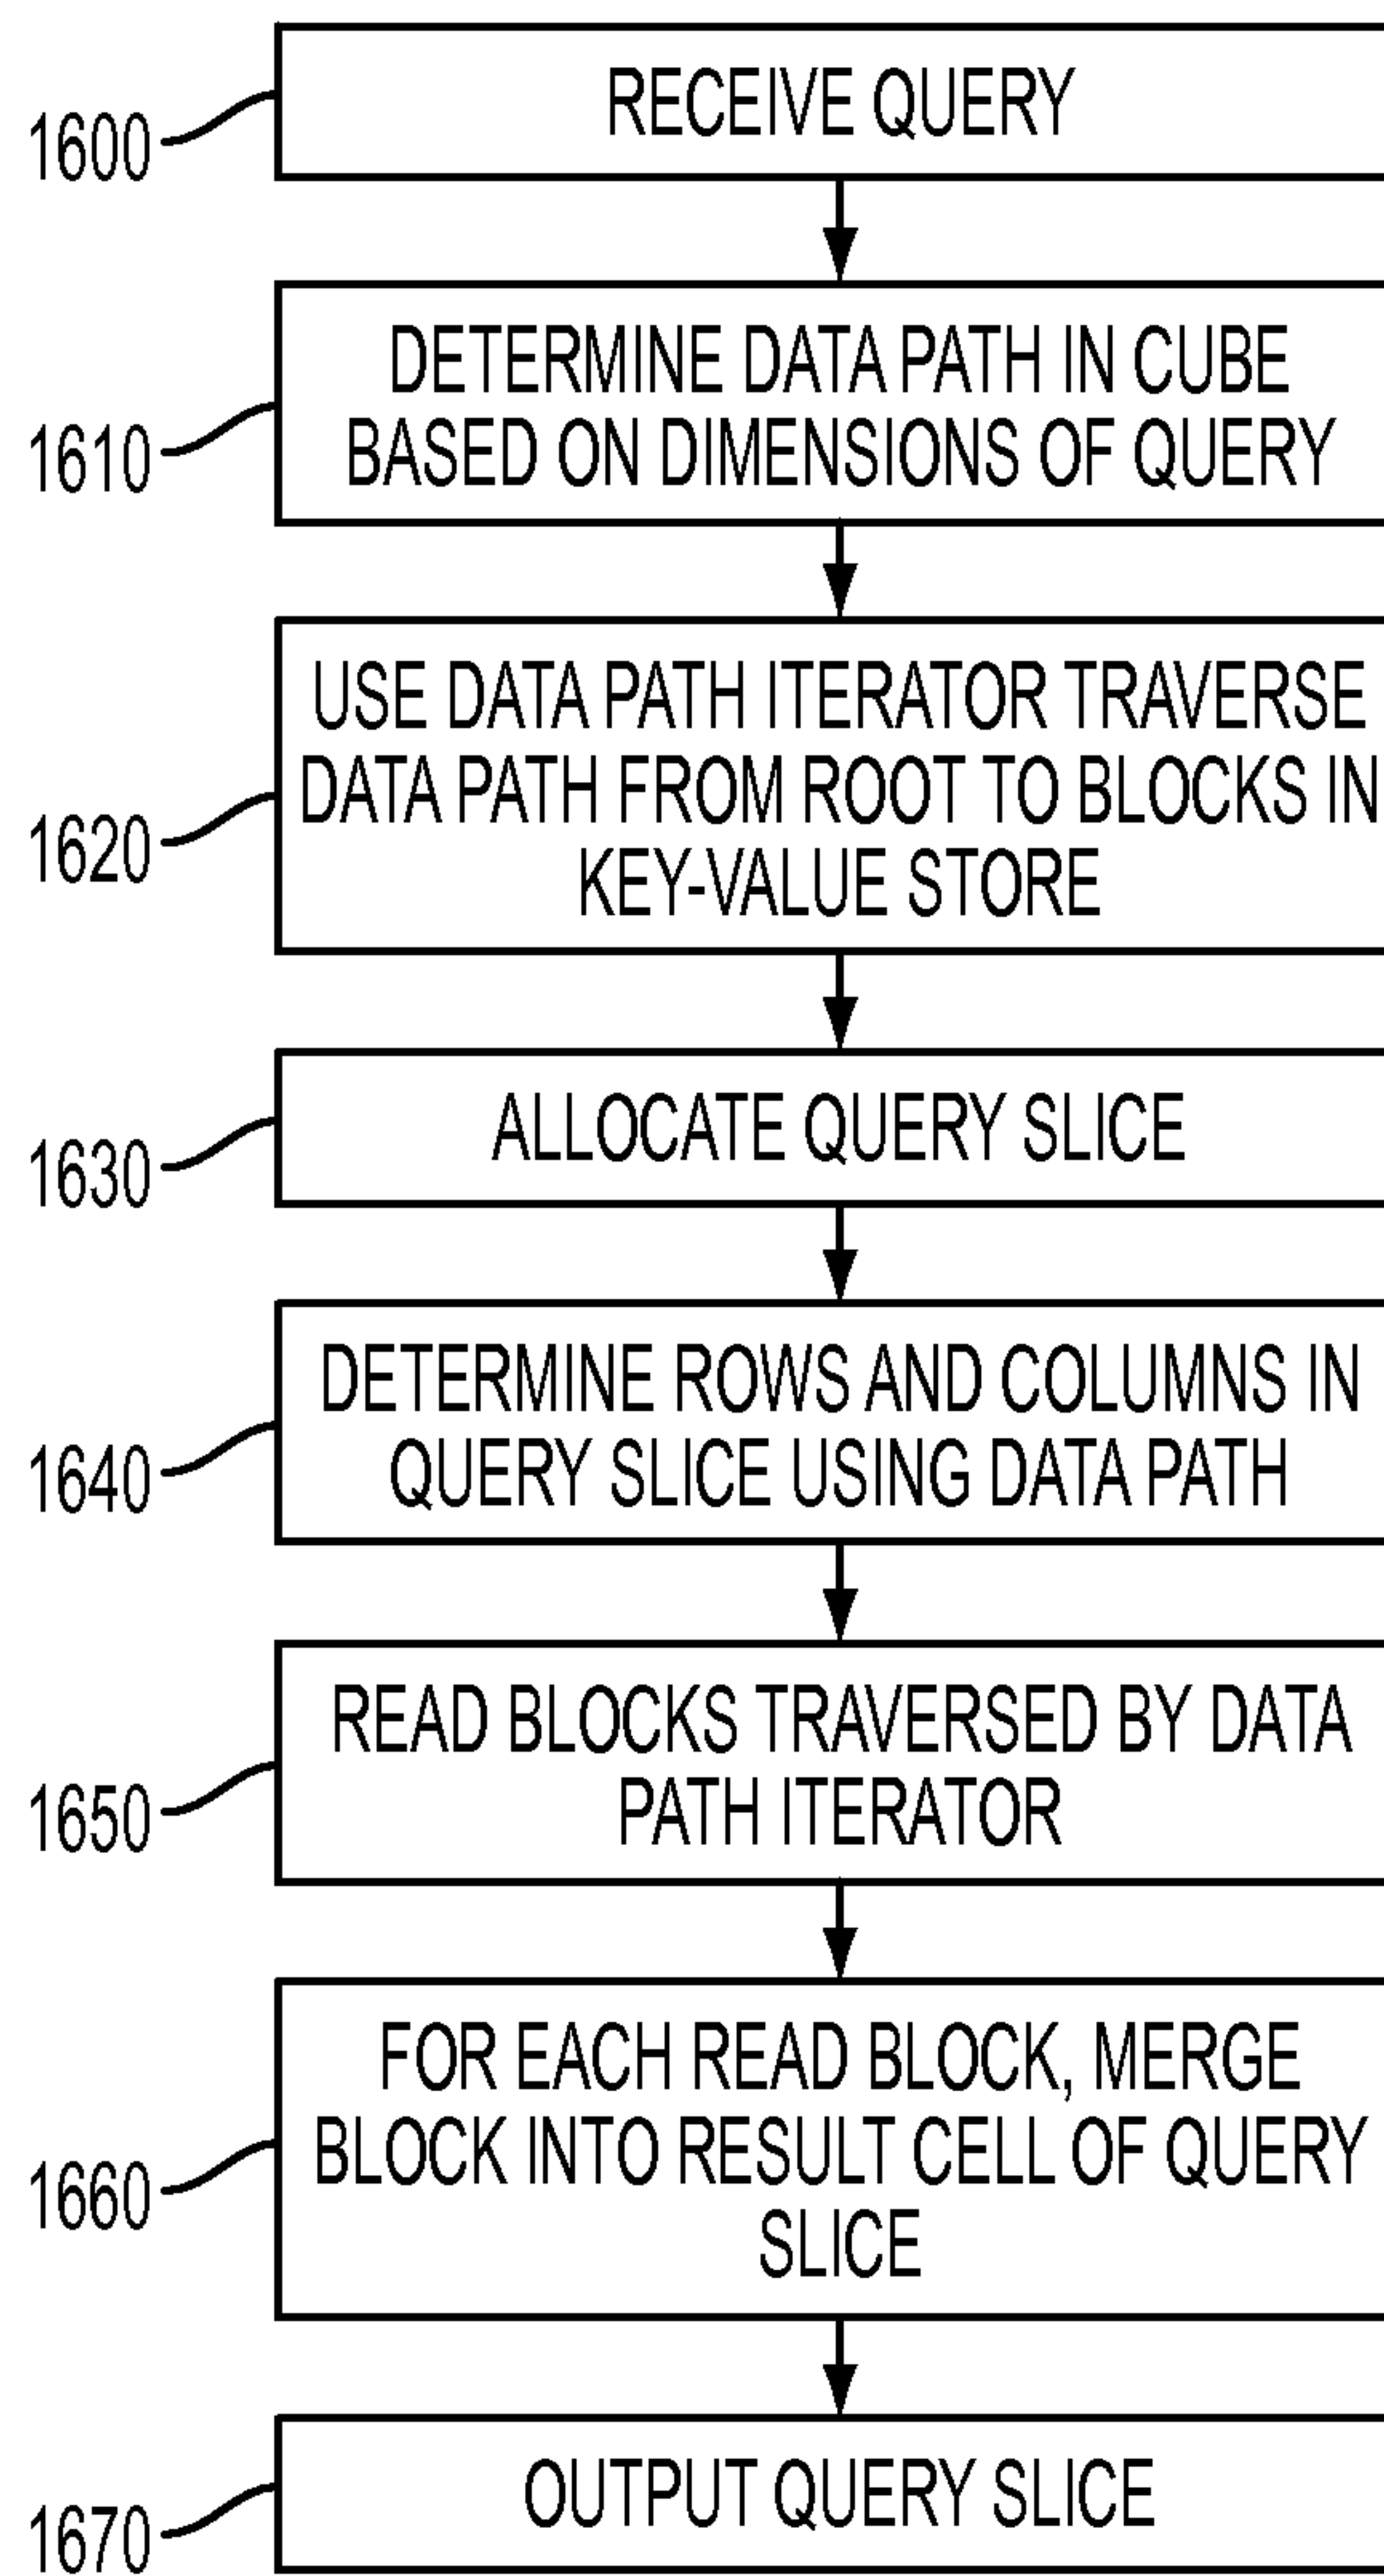 RECEIVE QUERY
1600
DETERMINE DATA PATH IN CUBE
BASED ON DIMENSIONS OF QUERY
1610
USE DATA PATH ITERATOR TRAVERSE
DATA PATH FROM ROOT TO BLOCKS IN
KEY-VALUE STORE
1620
ALLOCATE QUERY SLICE
1630
DETERMINE ROWS AND COLUMNS IN
QUERY SLICE USING DATA PATH
1640
READ BLOCKS TRAVERSED BY DATA
PATH ITERATOR
1650
FOR EACH READ BLOCK, MERGE
BLOCK INTO RESULT CELL OF QUERY
SLICE
1660
OUTPUT QUERY SLICE
1670